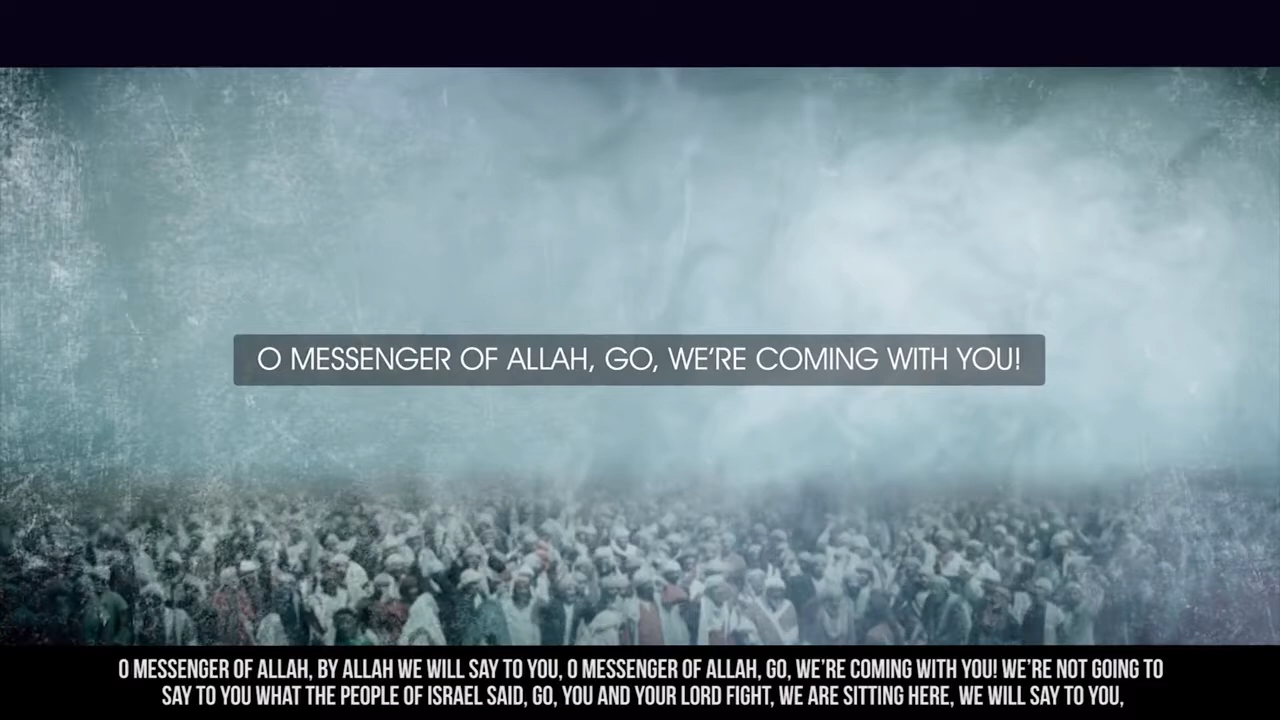 O MESSENGER OF ALLAH, GO, WE'RE COMING WITH YOU!
O MESSENGER OF ALLAH, BY ALLAH WE WILL SAY TO YOU, O MESSENGER OF ALLAH, GO, WE'RE COMING WITH YOU! WE'RE NOT GOING TO
SAY TO YOU WHAT THE PEOPLE OF ISRAEL SAID, GO, YOU AND YOUR LORD FIGHT, WE ARE SITTING HERE, WE WILL SAY TO YOU,